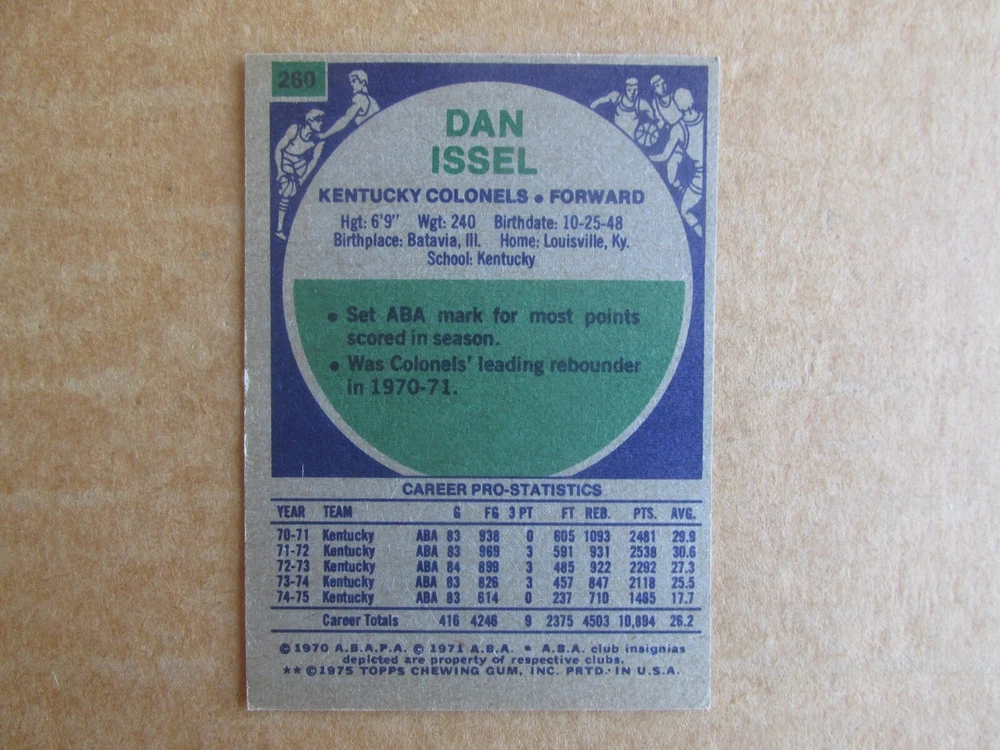 260
DAN
ISSEL
KENTUCKY COLONELS • FORWARD
Hgt: 6'9" Wgt: 240 Birthdate: 10-25-48
Birthplace: Batavia, Ill. Home: Louisville, Ky.
School: Kentucky
• Set ABA mark for most points
scored in season.
• Was Colonels' leading rebounder
in 1970-71.
CAREER PRO-STATISTICS
YEAR TEAM G FG 3 PT FT REB. PTS. AVG.
70-71 Kentucky ABA 83 938 0 605 1093 2481 29.9
71-72 Kentucky ABA 83 969 3 591 931 2538 30.6
72-73 Kentucky ABA 84 899 3 485 922 2292 27.3
73-74 Kentucky ABA 83 826 3 457 847 2118 25.5
74-75 Kentucky ABA 83 614 0 237 710 1465 17.7
Career Totals 416 4246 9 2375 4503 10,894 26.2
© 1970 A.B.A.P.A. © 1971 A.B.A. • A.B.A. club insignias
depicted are property of respective clubs.
** © 1975 TOPPS CHEWING GUM, INC. PRTD. IN U.S.A.